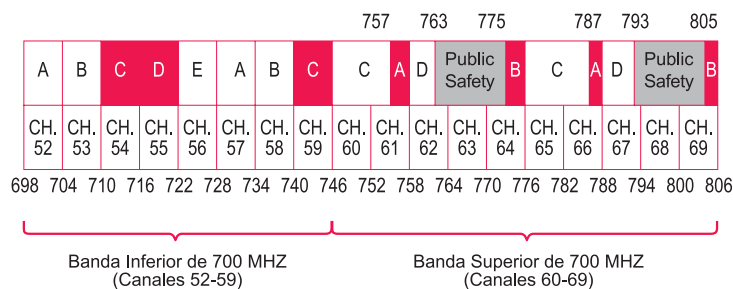 757 763 775 787 793 805
A B C D E A B C C A D Public Safety B C A D Public Safety B
CH. 52 CH. 53 CH. 54 CH. 55 CH. 56 CH. 57 CH. 58 CH. 59 CH. 60 CH. 61 CH. 62 CH. 63 CH. 64 CH. 65 CH. 66 CH. 67 CH. 68 CH. 69
698 704 710 716 722 728 734 740 746 752 758 764 770 776 782 788 794 800 806
Banda Inferior de 700 MHZ
(Canales 52-59)
Banda Superior de 700 MHZ
(Canales 60-69)